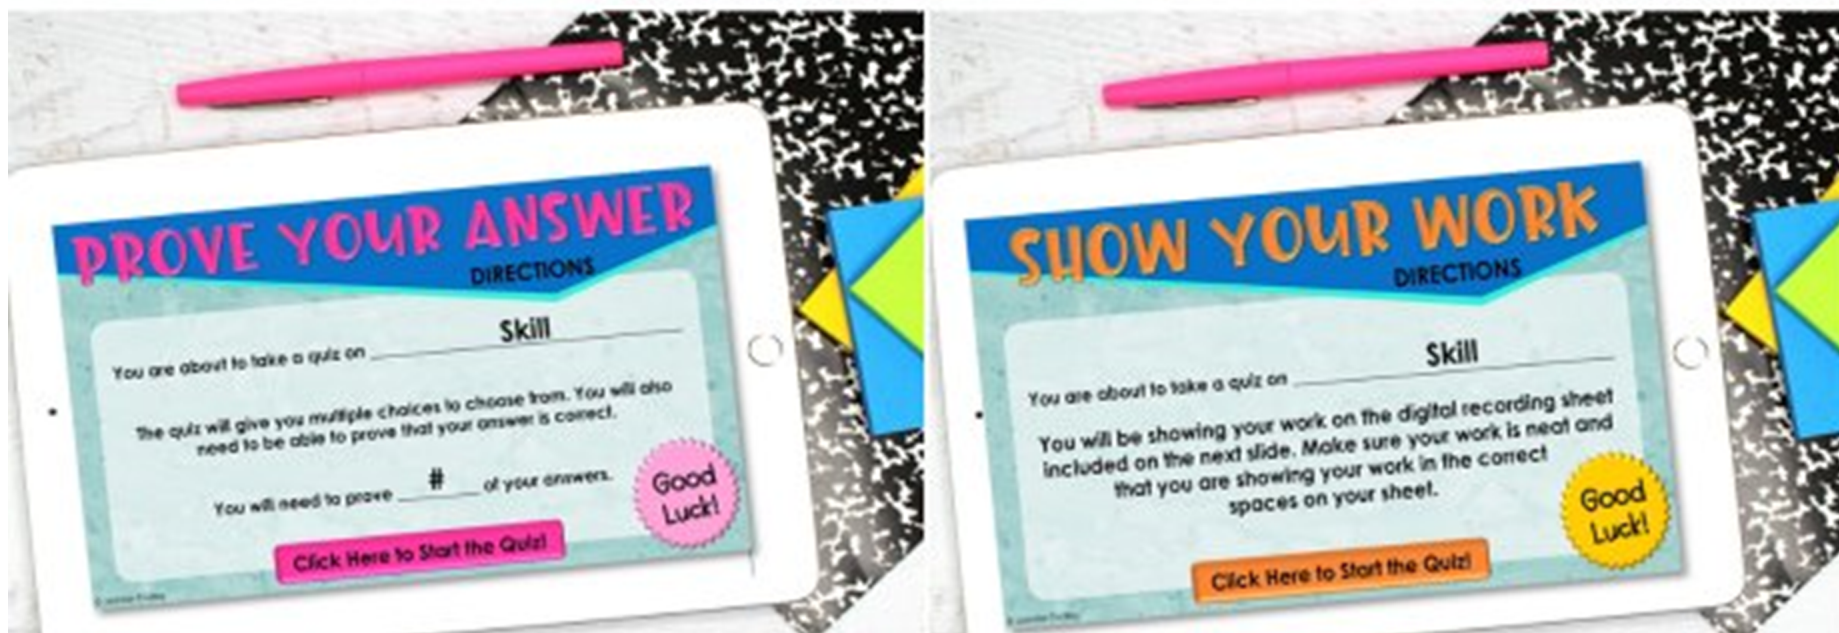 PROVE YOUR ANSWER
DIRECTIONS
You are about to take a quiz on Skill
The quiz will give you multiple choices to choose from. You will also
need to be able to prove that your answer is correct.
You will need to prove # of your answers.
Good
Luck!
Click Here to Start the Quiz!
SHOW YOUR WORK
DIRECTIONS
You are about to take a quiz on Skill
You will be showing your work on the digital recording sheet
included on the next slide. Make sure your work is neat and
that you are showing your work in the correct
spaces on your sheet.
Good
Luck!
Click Here to Start the Quiz!